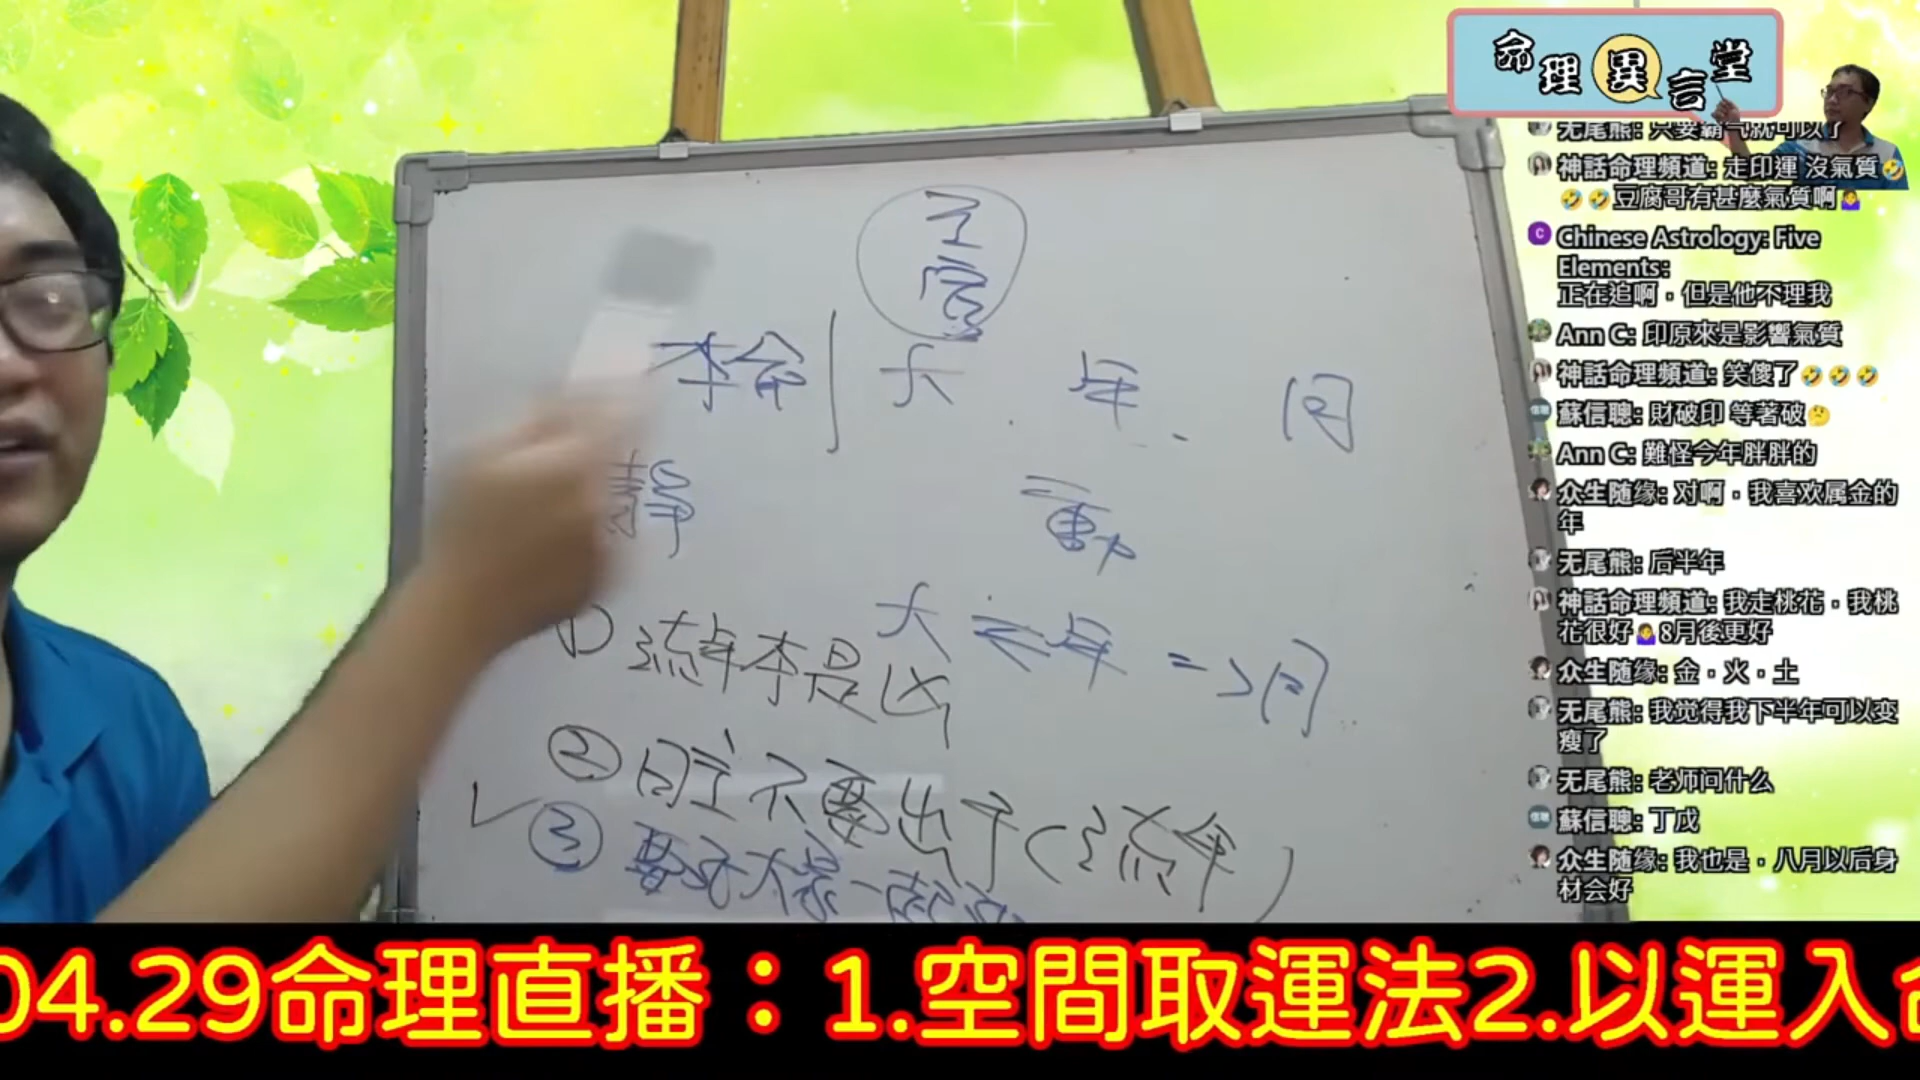 命理異言堂
无尾熊: 只要霸气就可以了
神話命理頻道: 走印運 沒氣質🤣
🤣🤣豆腐哥有甚麼氣質啊🤷‍♀️
Chinese Astrology: Five
Elements:
正在追啊，但是他不理我
Ann C: 印原來是影響氣質
神話命理頻道: 笑傻了🤣🤣🤣
蘇信聰: 財破印 等著破🤔
Ann C: 難怪今年胖胖的
众生随缘: 对啊，我喜欢属金的
年
无尾熊: 后半年
神話命理頻道: 我走桃花，我桃
花很好🤷‍♀️8月後更好
众生随缘: 金，火，土
无尾熊: 我觉得我下半年可以变
瘦了
无尾熊: 老师问什么
蘇信聰: 丁戊
众生随缘: 我也是，八月以后身
材会好
本命 大 年 月
靜 動
大 年 => 月
① 流年本是凶
② 日主不要出手(流年)
✓ ③
04.29命理直播：1.空間取運法2.以運入